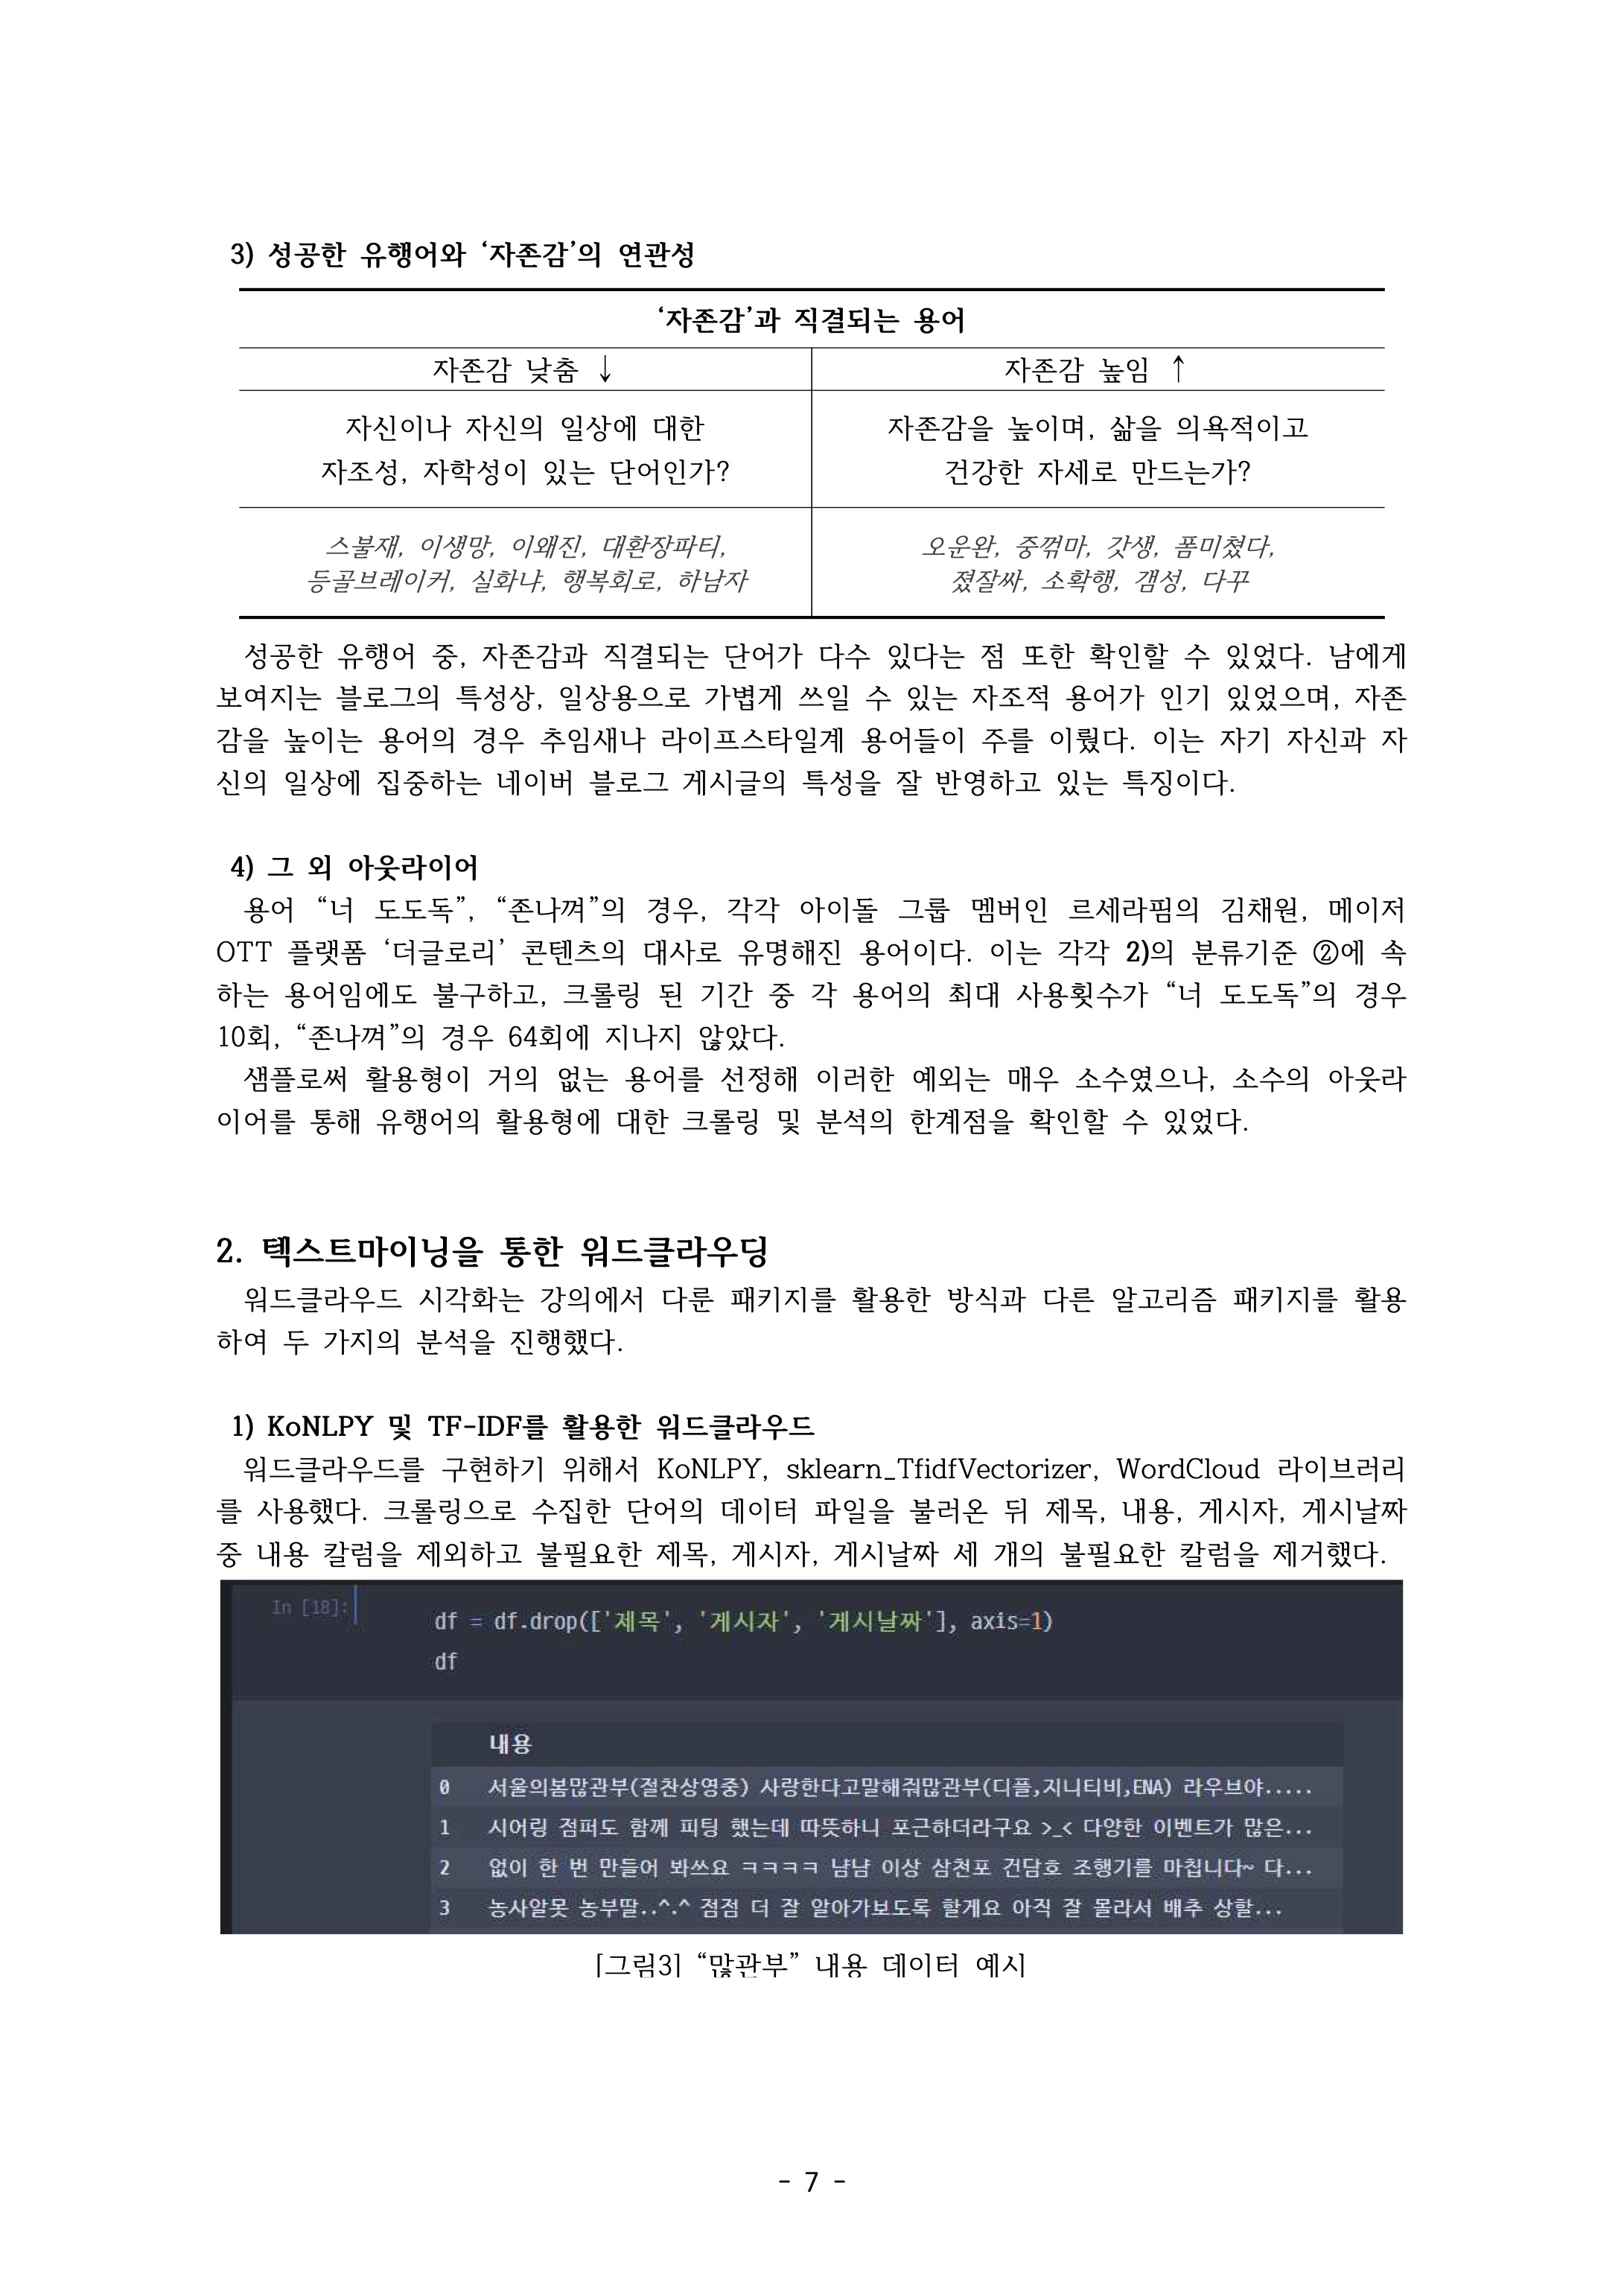 3) 성공한 유행어와 ‘자존감’의 연관성
‘자존감’과 직결되는 용어
자존감 낮춤 ↓
자존감 높임 ↑
자신이나 자신의 일상에 대한
자조성, 자학성이 있는 단어인가?
자존감을 높이며, 삶을 의욕적이고
건강한 자세로 만드는가?
스불재, 이생망, 이왜진, 대환장파티,
등골브레이커, 실화냐, 행복회로, 하남자
오운완, 중꺾마, 갓생, 폼미쳤다,
졌잘싸, 소확행, 갬성, 다꾸
성공한 유행어 중, 자존감과 직결되는 단어가 다수 있다는 점 또한 확인할 수 있었다. 남에게
보여지는 블로그의 특성상, 일상용으로 가볍게 쓰일 수 있는 자조적 용어가 인기 있었으며, 자존
감을 높이는 용어의 경우 추임새나 라이프스타일계 용어들이 주를 이뤘다. 이는 자기 자신과 자
신의 일상에 집중하는 네이버 블로그 게시글의 특성을 잘 반영하고 있는 특징이다.
4) 그 외 아웃라이어
용어 “너 도도독”, “존나껴”의 경우, 각각 아이돌 그룹 멤버인 르세라핌의 김채원, 메이저
OTT 플랫폼 ‘더글로리’ 콘텐츠의 대사로 유명해진 용어이다. 이는 각각 2)의 분류기준 ②에 속
하는 용어임에도 불구하고, 크롤링 된 기간 중 각 용어의 최대 사용횟수가 “너 도도독”의 경우
10회, “존나껴”의 경우 64회에 지나지 않았다.
샘플로써 활용형이 거의 없는 용어를 선정해 이러한 예외는 매우 소수였으나, 소수의 아웃라
이어를 통해 유행어의 활용형에 대한 크롤링 및 분석의 한계점을 확인할 수 있었다.
2. 텍스트마이닝을 통한 워드클라우딩
워드클라우드 시각화는 강의에서 다룬 패키지를 활용한 방식과 다른 알고리즘 패키지를 활용
하여 두 가지의 분석을 진행했다.
1) KoNLPY 및 TF-IDF를 활용한 워드클라우드
워드클라우드를 구현하기 위해서 KoNLPY, sklearn_TfidfVectorizer, WordCloud 라이브러리
를 사용했다. 크롤링으로 수집한 단어의 데이터 파일을 불러온 뒤 제목, 내용, 게시자, 게시날짜
중 내용 칼럼을 제외하고 불필요한 제목, 게시자, 게시날짜 세 개의 불필요한 칼럼을 제거했다.
In [18]:
df = df.drop(['제목', '게시자', '게시날짜'], axis=1)
df
내용
0 서울의봄많관부(절찬상영중) 사랑한다고말해줘많관부(디플,지니티비,ENA) 라우브야.....
1 시어링 점퍼도 함께 피팅 했는데 따뜻하니 포근하더라구요 >_< 다양한 이벤트가 많은...
2 없이 한 번 만들어 봐쓰요 ㅋㅋㅋㅋ 냠냠 이상 삼천포 건담호 조행기를 마칩니다~ 다...
3 농사알못 농부딸..^.^ 점점 더 잘 알아가보도록 할게요 아직 잘 몰라서 배추 상할...
[그림3] “많관부” 내용 데이터 예시
- 7 -